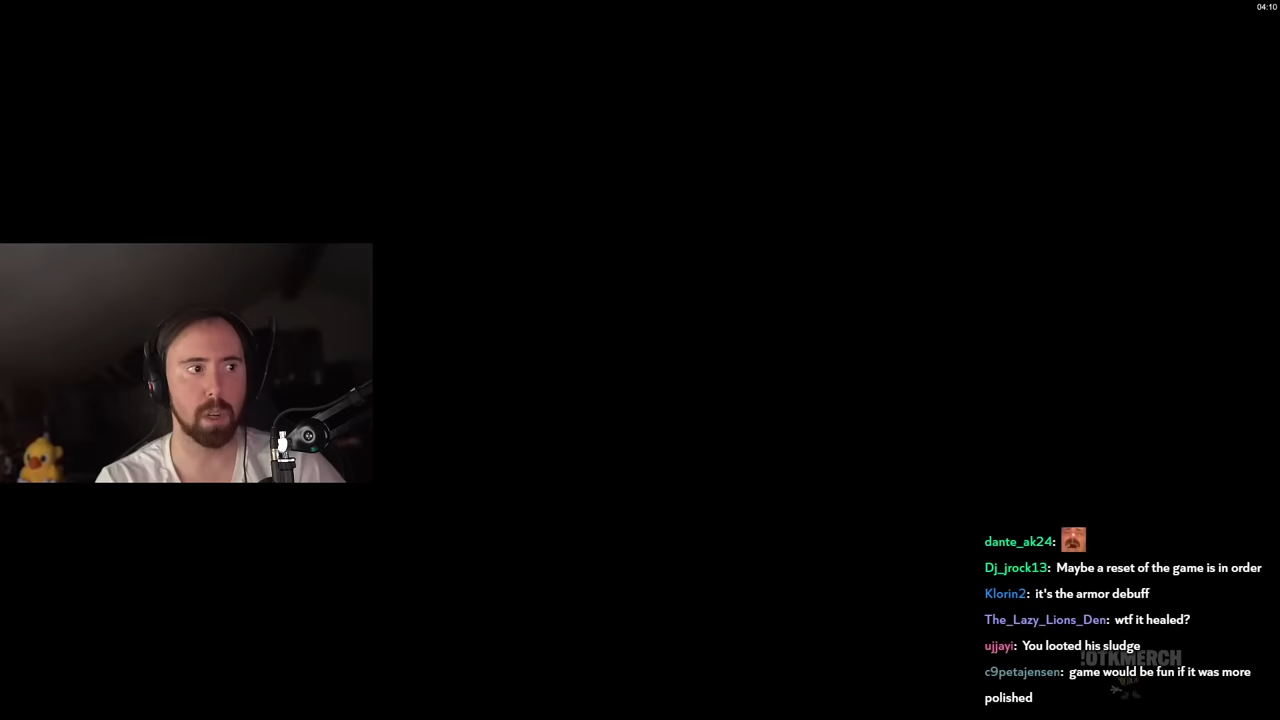 04:10
dante_ak24:
Dj_jrock13: Maybe a reset of the game is in order
Klorin2: it's the armor debuff
The_Lazy_Lions_Den: wtf it healed?
ujjayi: You looted his sludge
!OTKMERCH
c9petajensen: game would be fun if it was more
polished